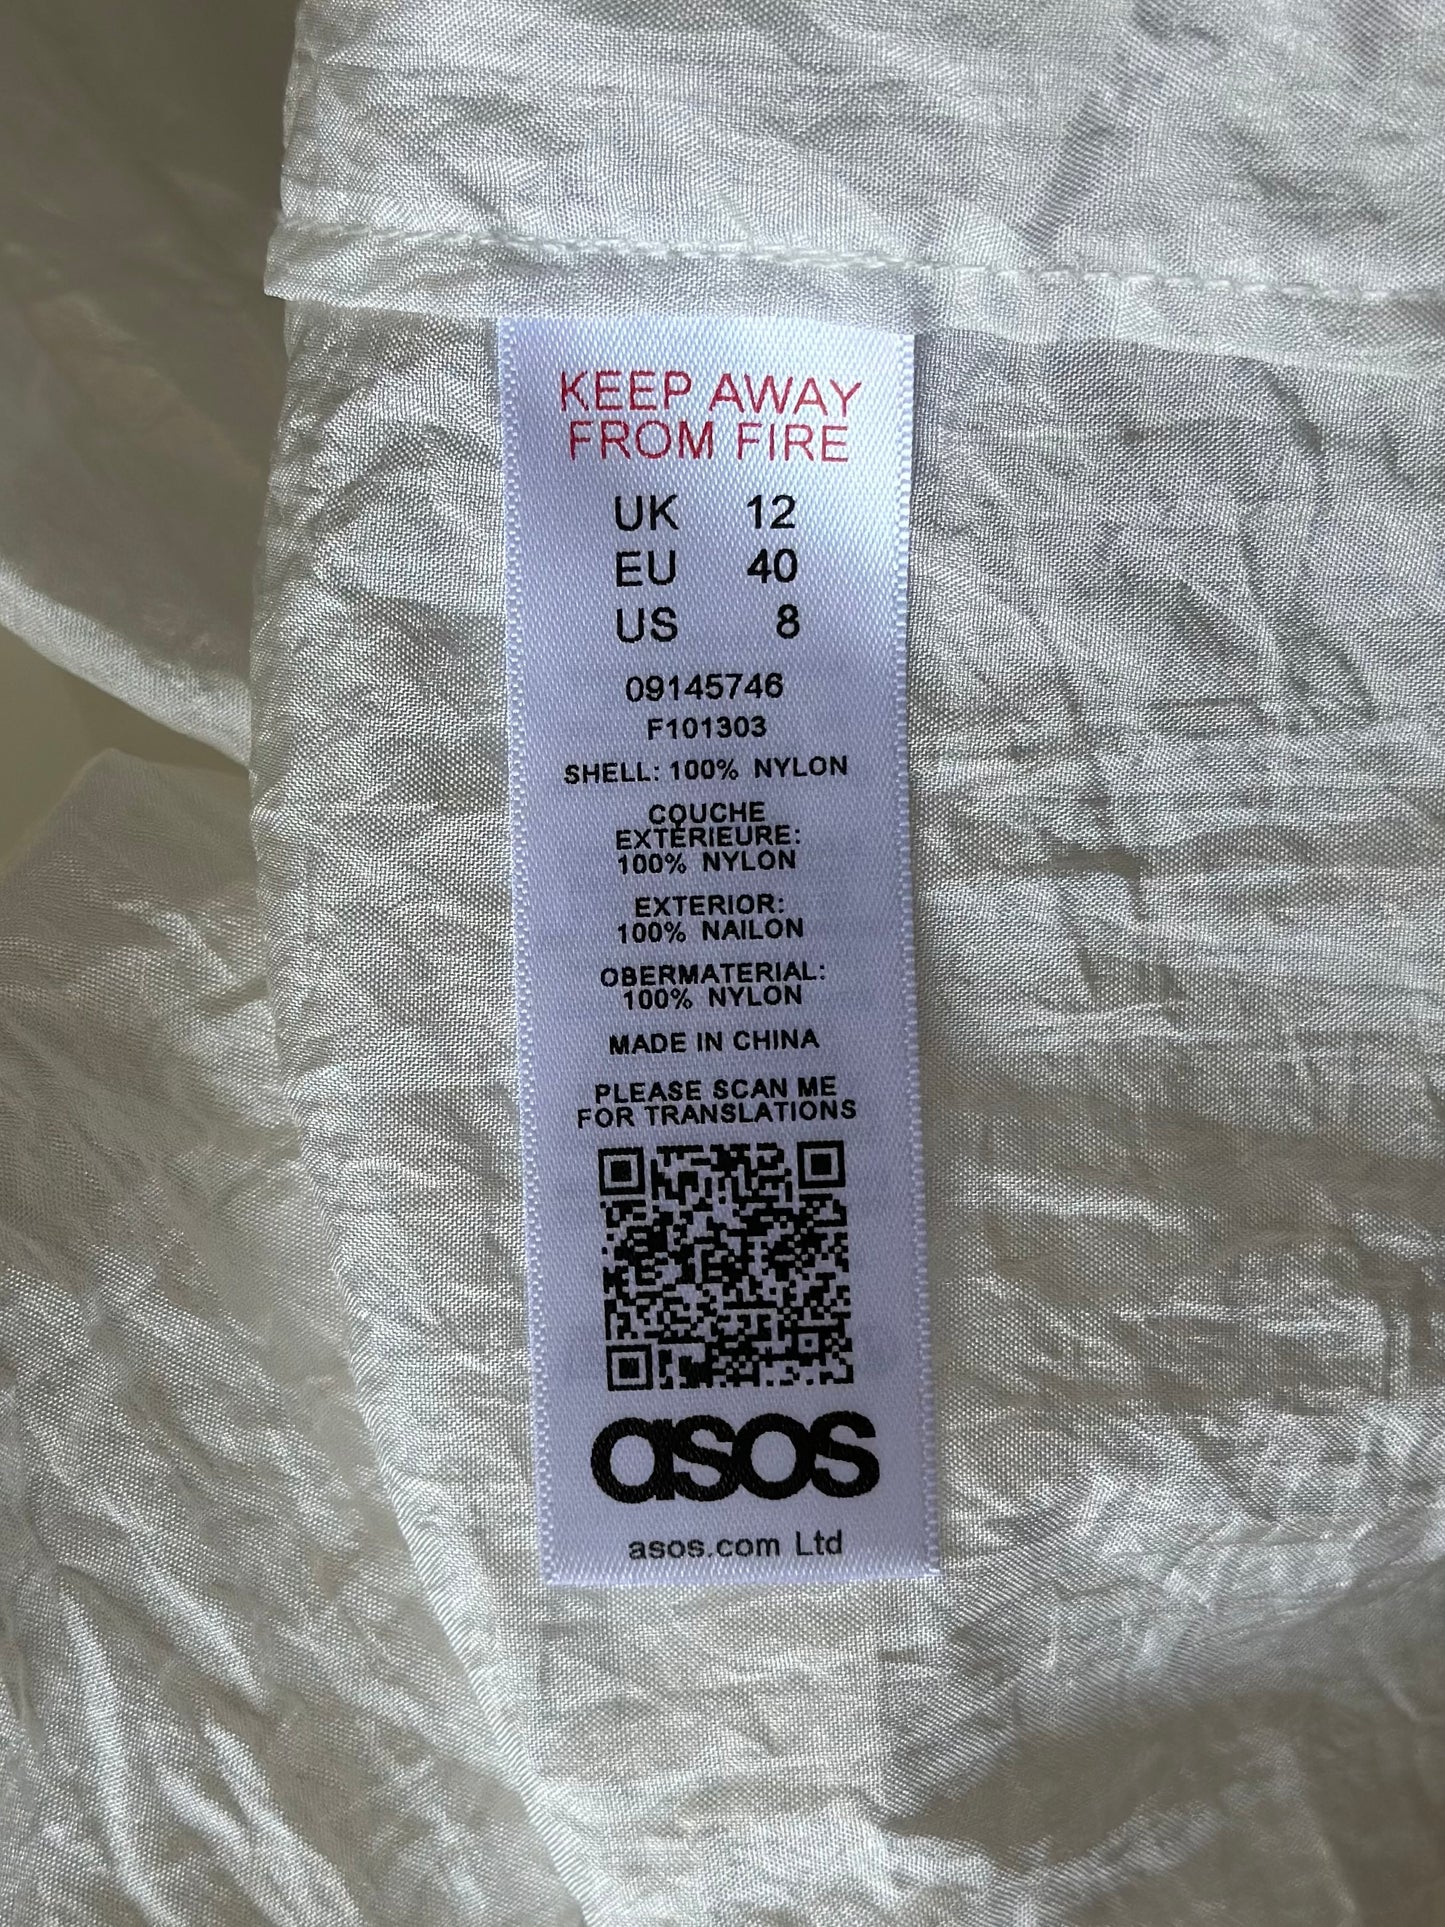 KEEP AWAY
FROM FIRE
UK 12
EU 40
US 8
09145746
F101303
SHELL: 100% NYLON
COUCHE
EXTÉRIEURE:
100% NYLON
EXTERIOR:
100% NAILON
OBERMATERIAL:
100% NYLON
MADE IN CHINA
PLEASE SCAN ME
FOR TRANSLATIONS
asos
asos.com Ltd